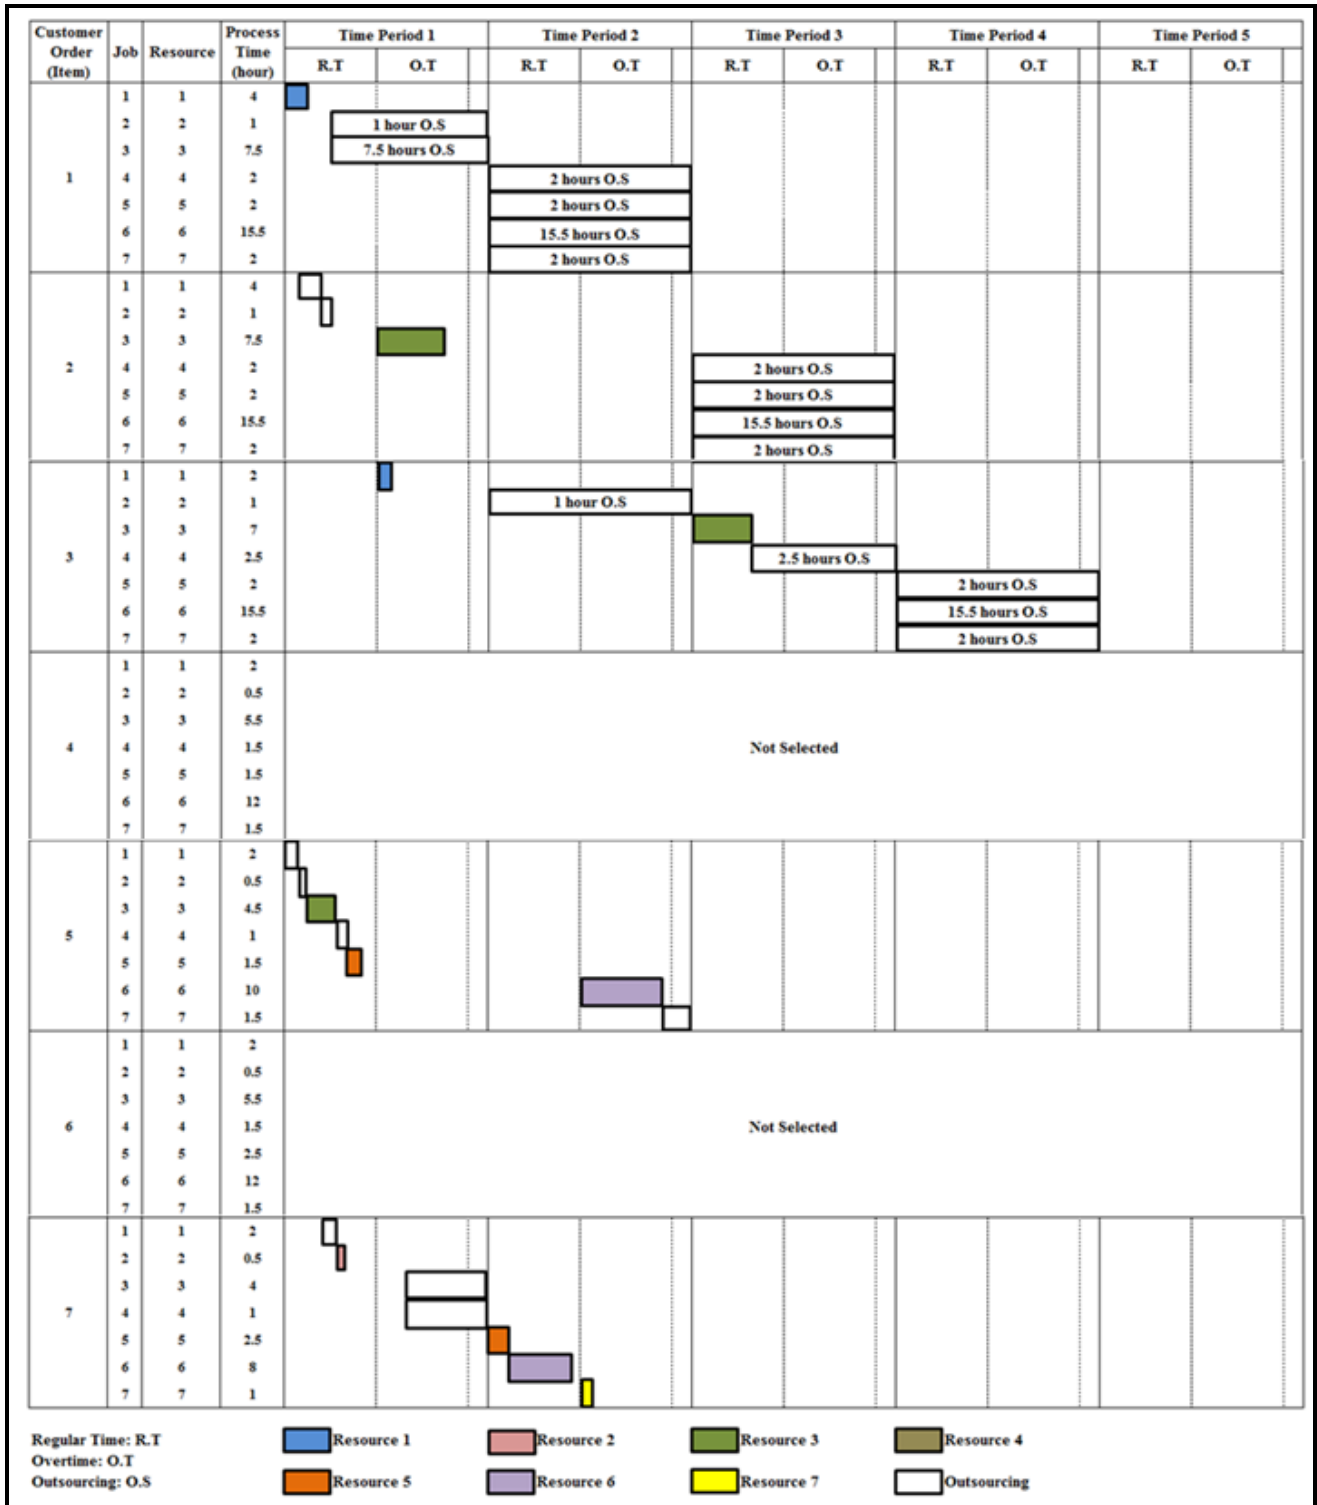 Customer Order (Item) Job Resource Process Time (hour) Time Period 1 Time Period 2 Time Period 3 Time Period 4 Time Period 5
R.T O.T R.T O.T R.T O.T R.T O.T R.T O.T
1 1 4
2 2 1 1 hour O.S
3 3 7.5 7.5 hours O.S
1 4 4 2 2 hours O.S
5 5 2 2 hours O.S
6 6 15.5 15.5 hours O.S
7 7 2 2 hours O.S
1 1 4
2 2 1
3 3 7.5
2 4 4 2 2 hours O.S
5 5 2 2 hours O.S
6 6 15.5 15.5 hours O.S
7 7 2 2 hours O.S
1 1 2
2 2 1 1 hour O.S
3 3 7
3 4 4 2.5 2.5 hours O.S
5 5 2 2 hours O.S
6 6 15.5 15.5 hours O.S
7 7 2 2 hours O.S
1 1 2
2 2 0.5
3 3 5.5
4 4 4 1.5 Not Selected
5 5 1.5
6 6 12
7 7 1.5
1 1 2
2 2 0.5
3 3 4.5
5 4 4 1
5 5 1.5
6 6 10
7 7 1.5
1 1 2
2 2 0.5
3 3 5.5
6 4 4 1.5 Not Selected
5 5 2.5
6 6 12
7 7 1.5
1 1 2
2 2 0.5
3 3 4
7 4 4 1
5 5 2.5
6 6 8
7 7 1
Regular Time: R.T Resource 1 Resource 2 Resource 3 Resource 4
Overtime: O.T
Outsourcing: O.S Resource 5 Resource 6 Resource 7 Outsourcing